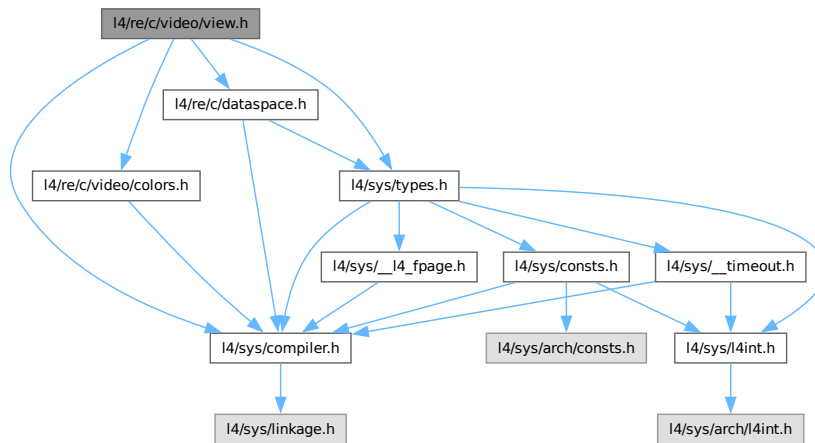 l4/re/c/video/view.h
l4/re/c/dataspace.h
l4/re/c/video/colors.h
l4/sys/types.h
l4/sys/__l4_fpage.h
l4/sys/consts.h
l4/sys/__timeout.h
l4/sys/compiler.h
l4/sys/arch/consts.h
l4/sys/l4int.h
l4/sys/linkage.h
l4/sys/arch/l4int.h